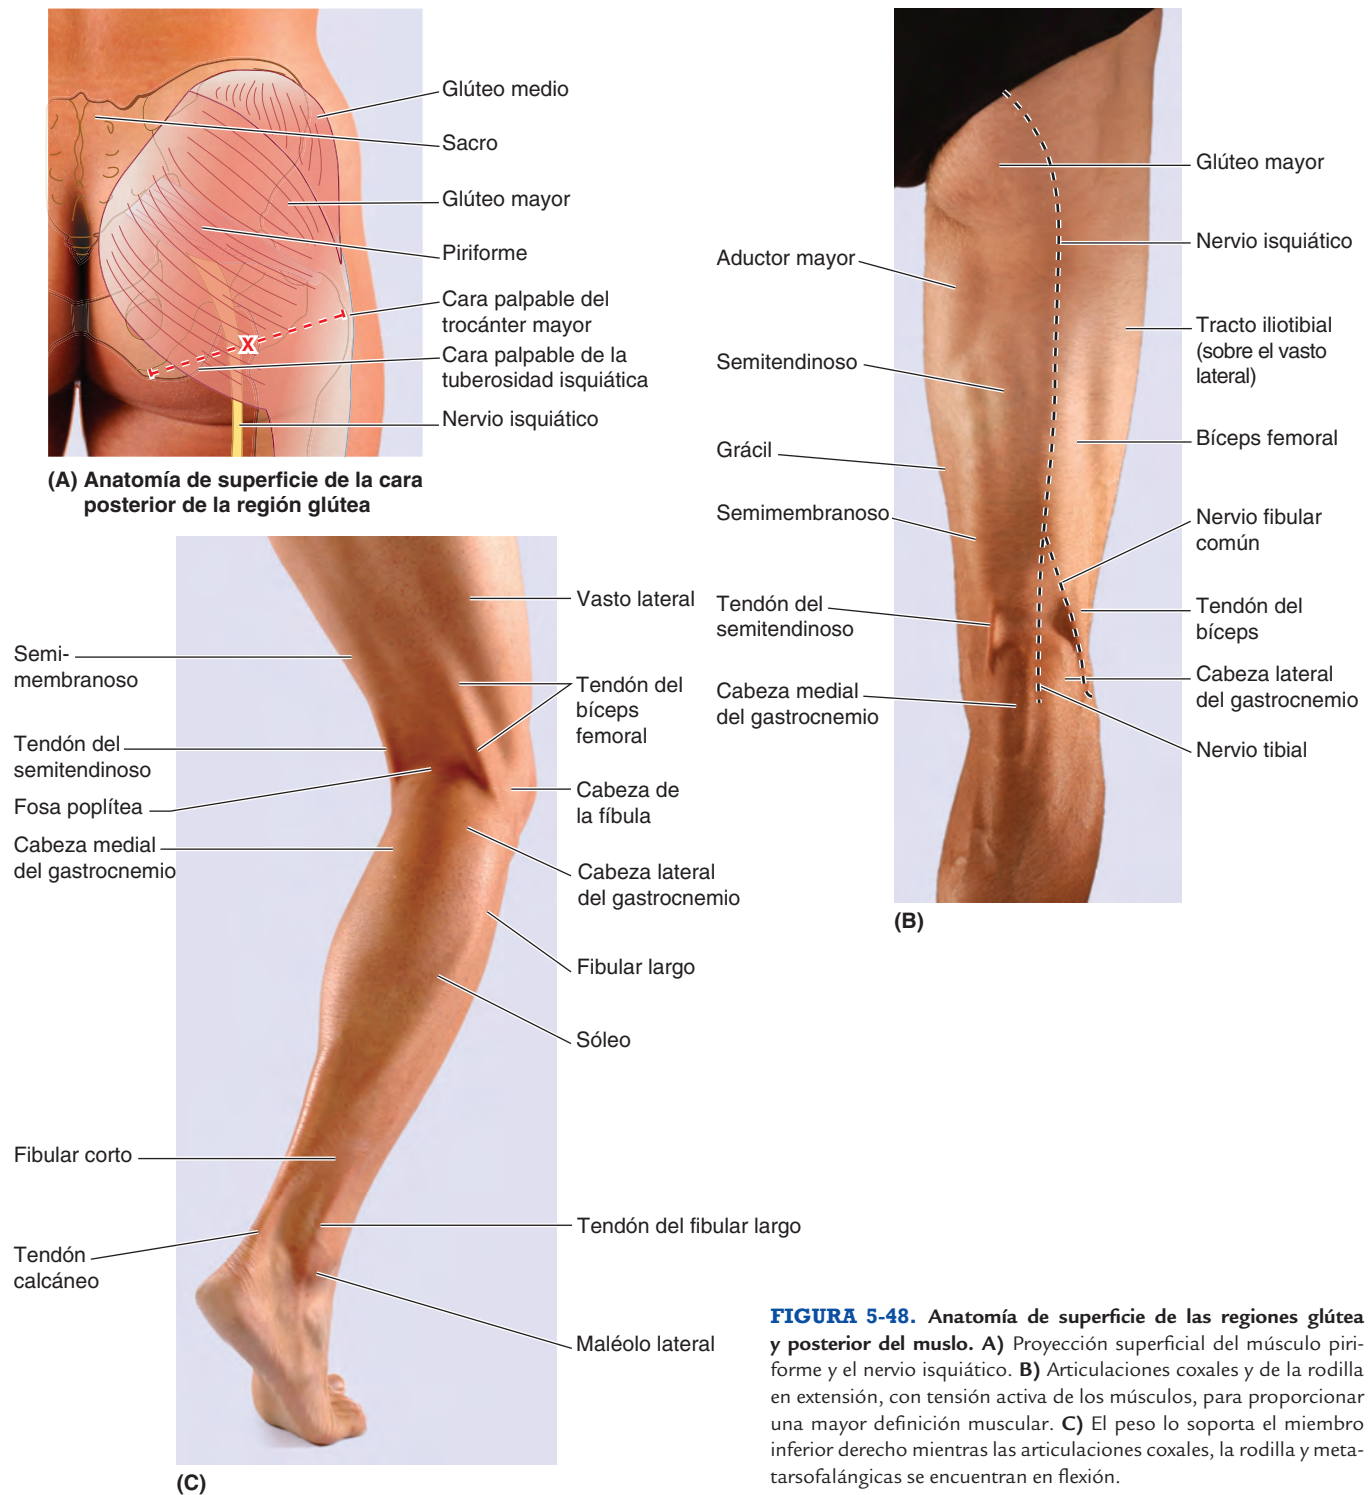 Glúteo medio
Sacro
Glúteo mayor
Piriforme
Cara palpable del
trocánter mayor
Cara palpable de la
tuberosidad isquiática
Nervio isquiático
X
(A) Anatomía de superficie de la cara
posterior de la región glútea
Aductor mayor
Semitendinoso
Grácil
Semimembranoso
Tendón del
semitendinoso
Cabeza medial
del gastrocnemio
Glúteo mayor
Nervio isquiático
Tracto iliotibial
(sobre el vasto
lateral)
Bíceps femoral
Nervio fibular
común
Tendón del
bíceps
Cabeza lateral
del gastrocnemio
Nervio tibial
(B)
Semi-
membranoso
Tendón del
semitendinoso
Fosa poplítea
Cabeza medial
del gastrocnemio
Fibular corto
Tendón
calcáneo
Vasto lateral
Tendón del
bíceps
femoral
Cabeza de
la fíbula
Cabeza lateral
del gastrocnemio
Fibular largo
Sóleo
Tendón del fibular largo
Maléolo lateral
(C)
FIGURA 5-48. Anatomía de superficie de las regiones glútea
y posterior del muslo. A) Proyección superficial del músculo piri-
forme y el nervio isquiático. B) Articulaciones coxales y de la rodilla
en extensión, con tensión activa de los músculos, para proporcionar
una mayor definición muscular. C) El peso lo soporta el miembro
inferior derecho mientras las articulaciones coxales, la rodilla y meta-
tarsofalángicas se encuentran en flexión.